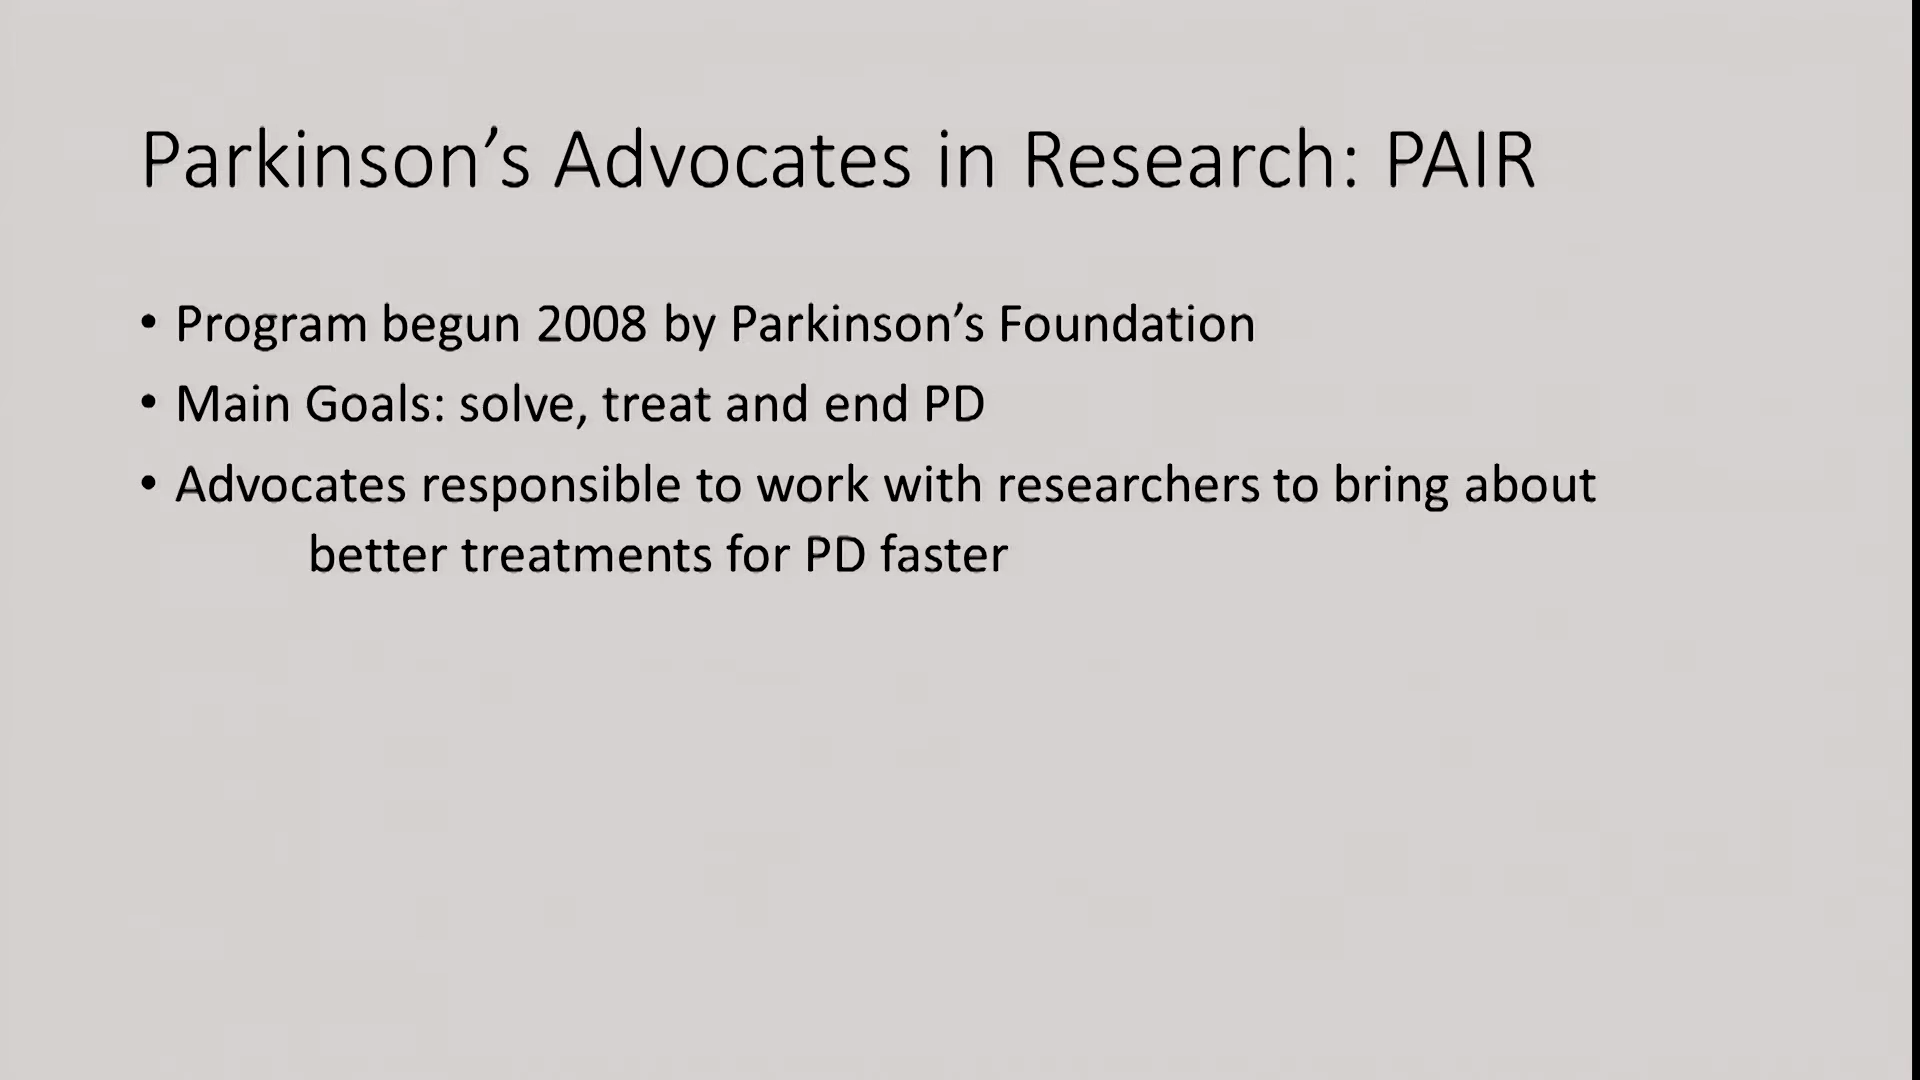 Parkinson’s Advocates in Research: PAIR
• Program begun 2008 by Parkinson’s Foundation
• Main Goals: solve, treat and end PD
• Advocates responsible to work with researchers to bring about
better treatments for PD faster